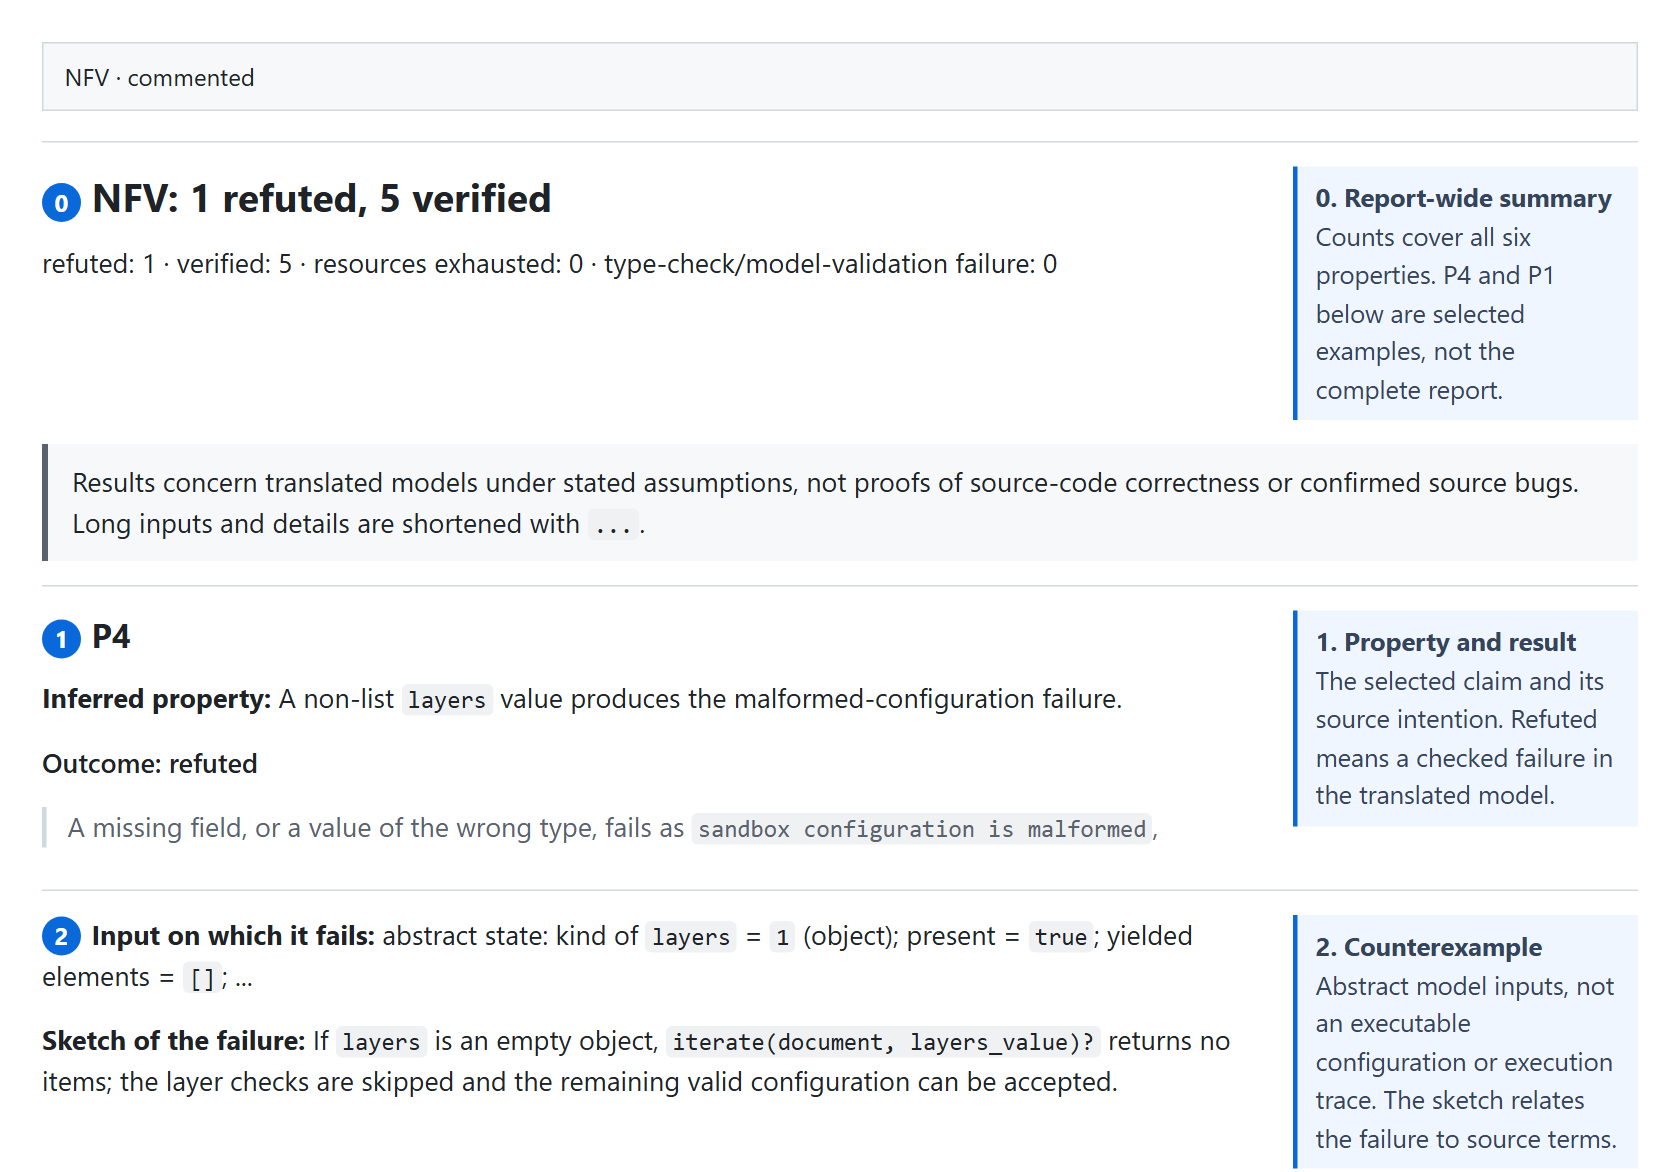 NFV · commented
0 NFV: 1 refuted, 5 verified
refuted: 1 · verified: 5 · resources exhausted: 0 · type-check/model-validation failure: 0
0. Report-wide summary
Counts cover all six
properties. P4 and P1
below are selected
examples, not the
complete report.
Results concern translated models under stated assumptions, not proofs of source-code correctness or confirmed source bugs.
Long inputs and details are shortened with ... .
1 P4
Inferred property: A non-list layers value produces the malformed-configuration failure.
Outcome: refuted
A missing field, or a value of the wrong type, fails as sandbox configuration is malformed,
1. Property and result
The selected claim and its
source intention. Refuted
means a checked failure in
the translated model.
2 Input on which it fails: abstract state: kind of layers = 1 (object); present = true; yielded
elements = []; ...
Sketch of the failure: If layers is an empty object, iterate(document, layers_value)? returns no
items; the layer checks are skipped and the remaining valid configuration can be accepted.
2. Counterexample
Abstract model inputs, not
an executable
configuration or execution
trace. The sketch relates
the failure to source terms.